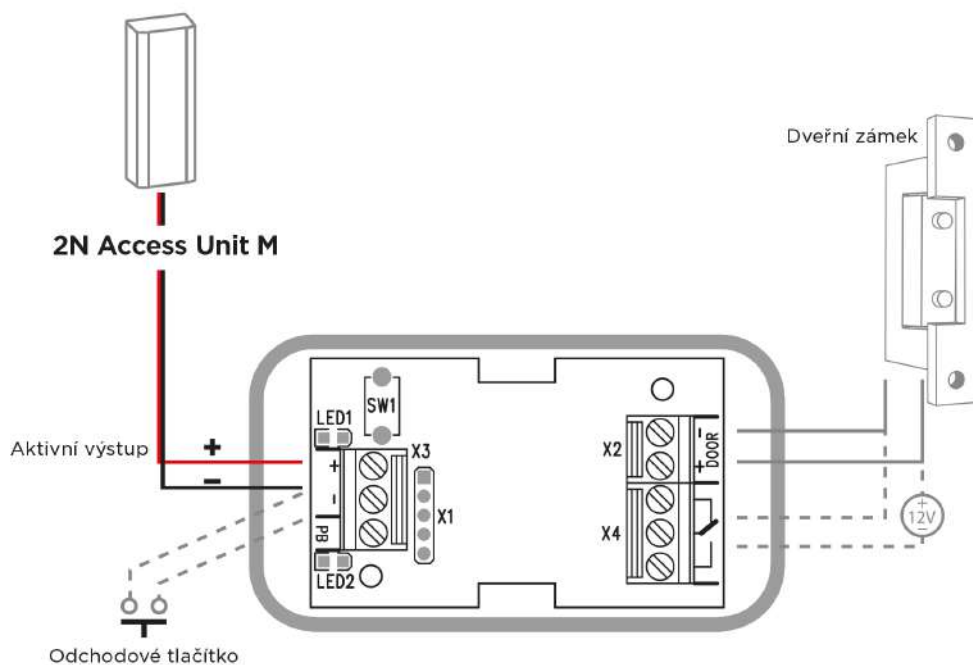 Dveřní zámek
2N Access Unit M
SW1
LED1
Aktivní výstup
+
−
X3
+
-
X1
PB
LED2
X2
-
+
DOOR
X4
+
12V
−
Odchodové tlačítko